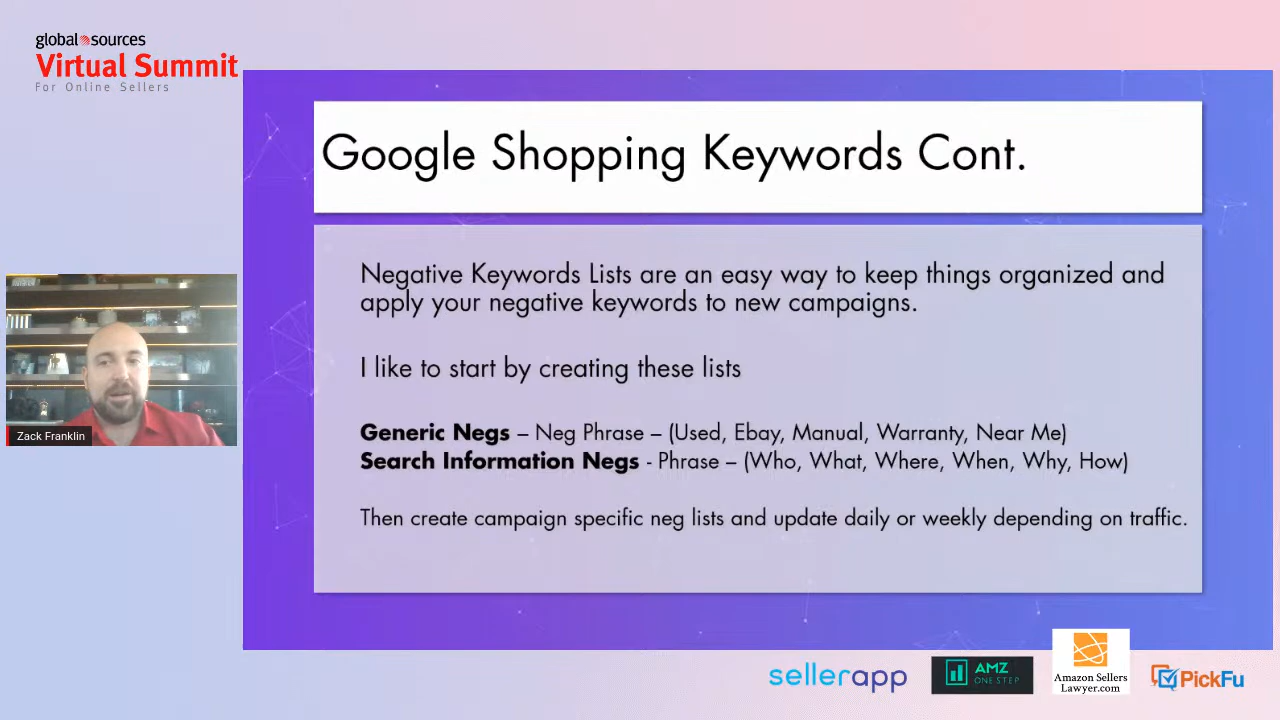 global sources
Virtual Summit
For Online Sellers
Google Shopping Keywords Cont.
Negative Keywords Lists are an easy way to keep things organized and
apply your negative keywords to new campaigns.
I like to start by creating these lists
Generic Negs – Neg Phrase – (Used, Ebay, Manual, Warranty, Near Me)
Search Information Negs - Phrase – (Who, What, Where, When, Why, How)
Then create campaign specific neg lists and update daily or weekly depending on traffic.
Zack Franklin
sellerapp
AMZ
ONE STEP
Amazon Sellers
Lawyer.com
PickFu